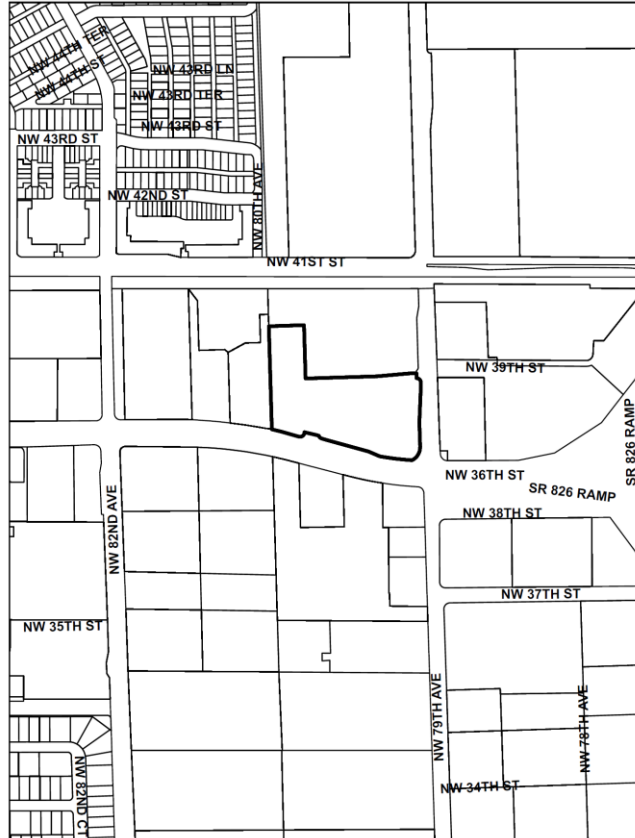 NW 44TH TER
NW 44TH ST
NW 43RD LN
NW 43RD TER
NW 43RD ST
NW 43RD ST
NW 42ND ST
NW 80TH AVE
NW 41ST ST
NW 39TH ST
SR 826 RAMP
NW 36TH ST
SR 826 RAMP
NW 38TH ST
NW 82ND AVE
NW 37TH ST
NW 35TH ST
NW 79TH AVE
NW 78TH AVE
NW 82ND CT
NW 34TH ST